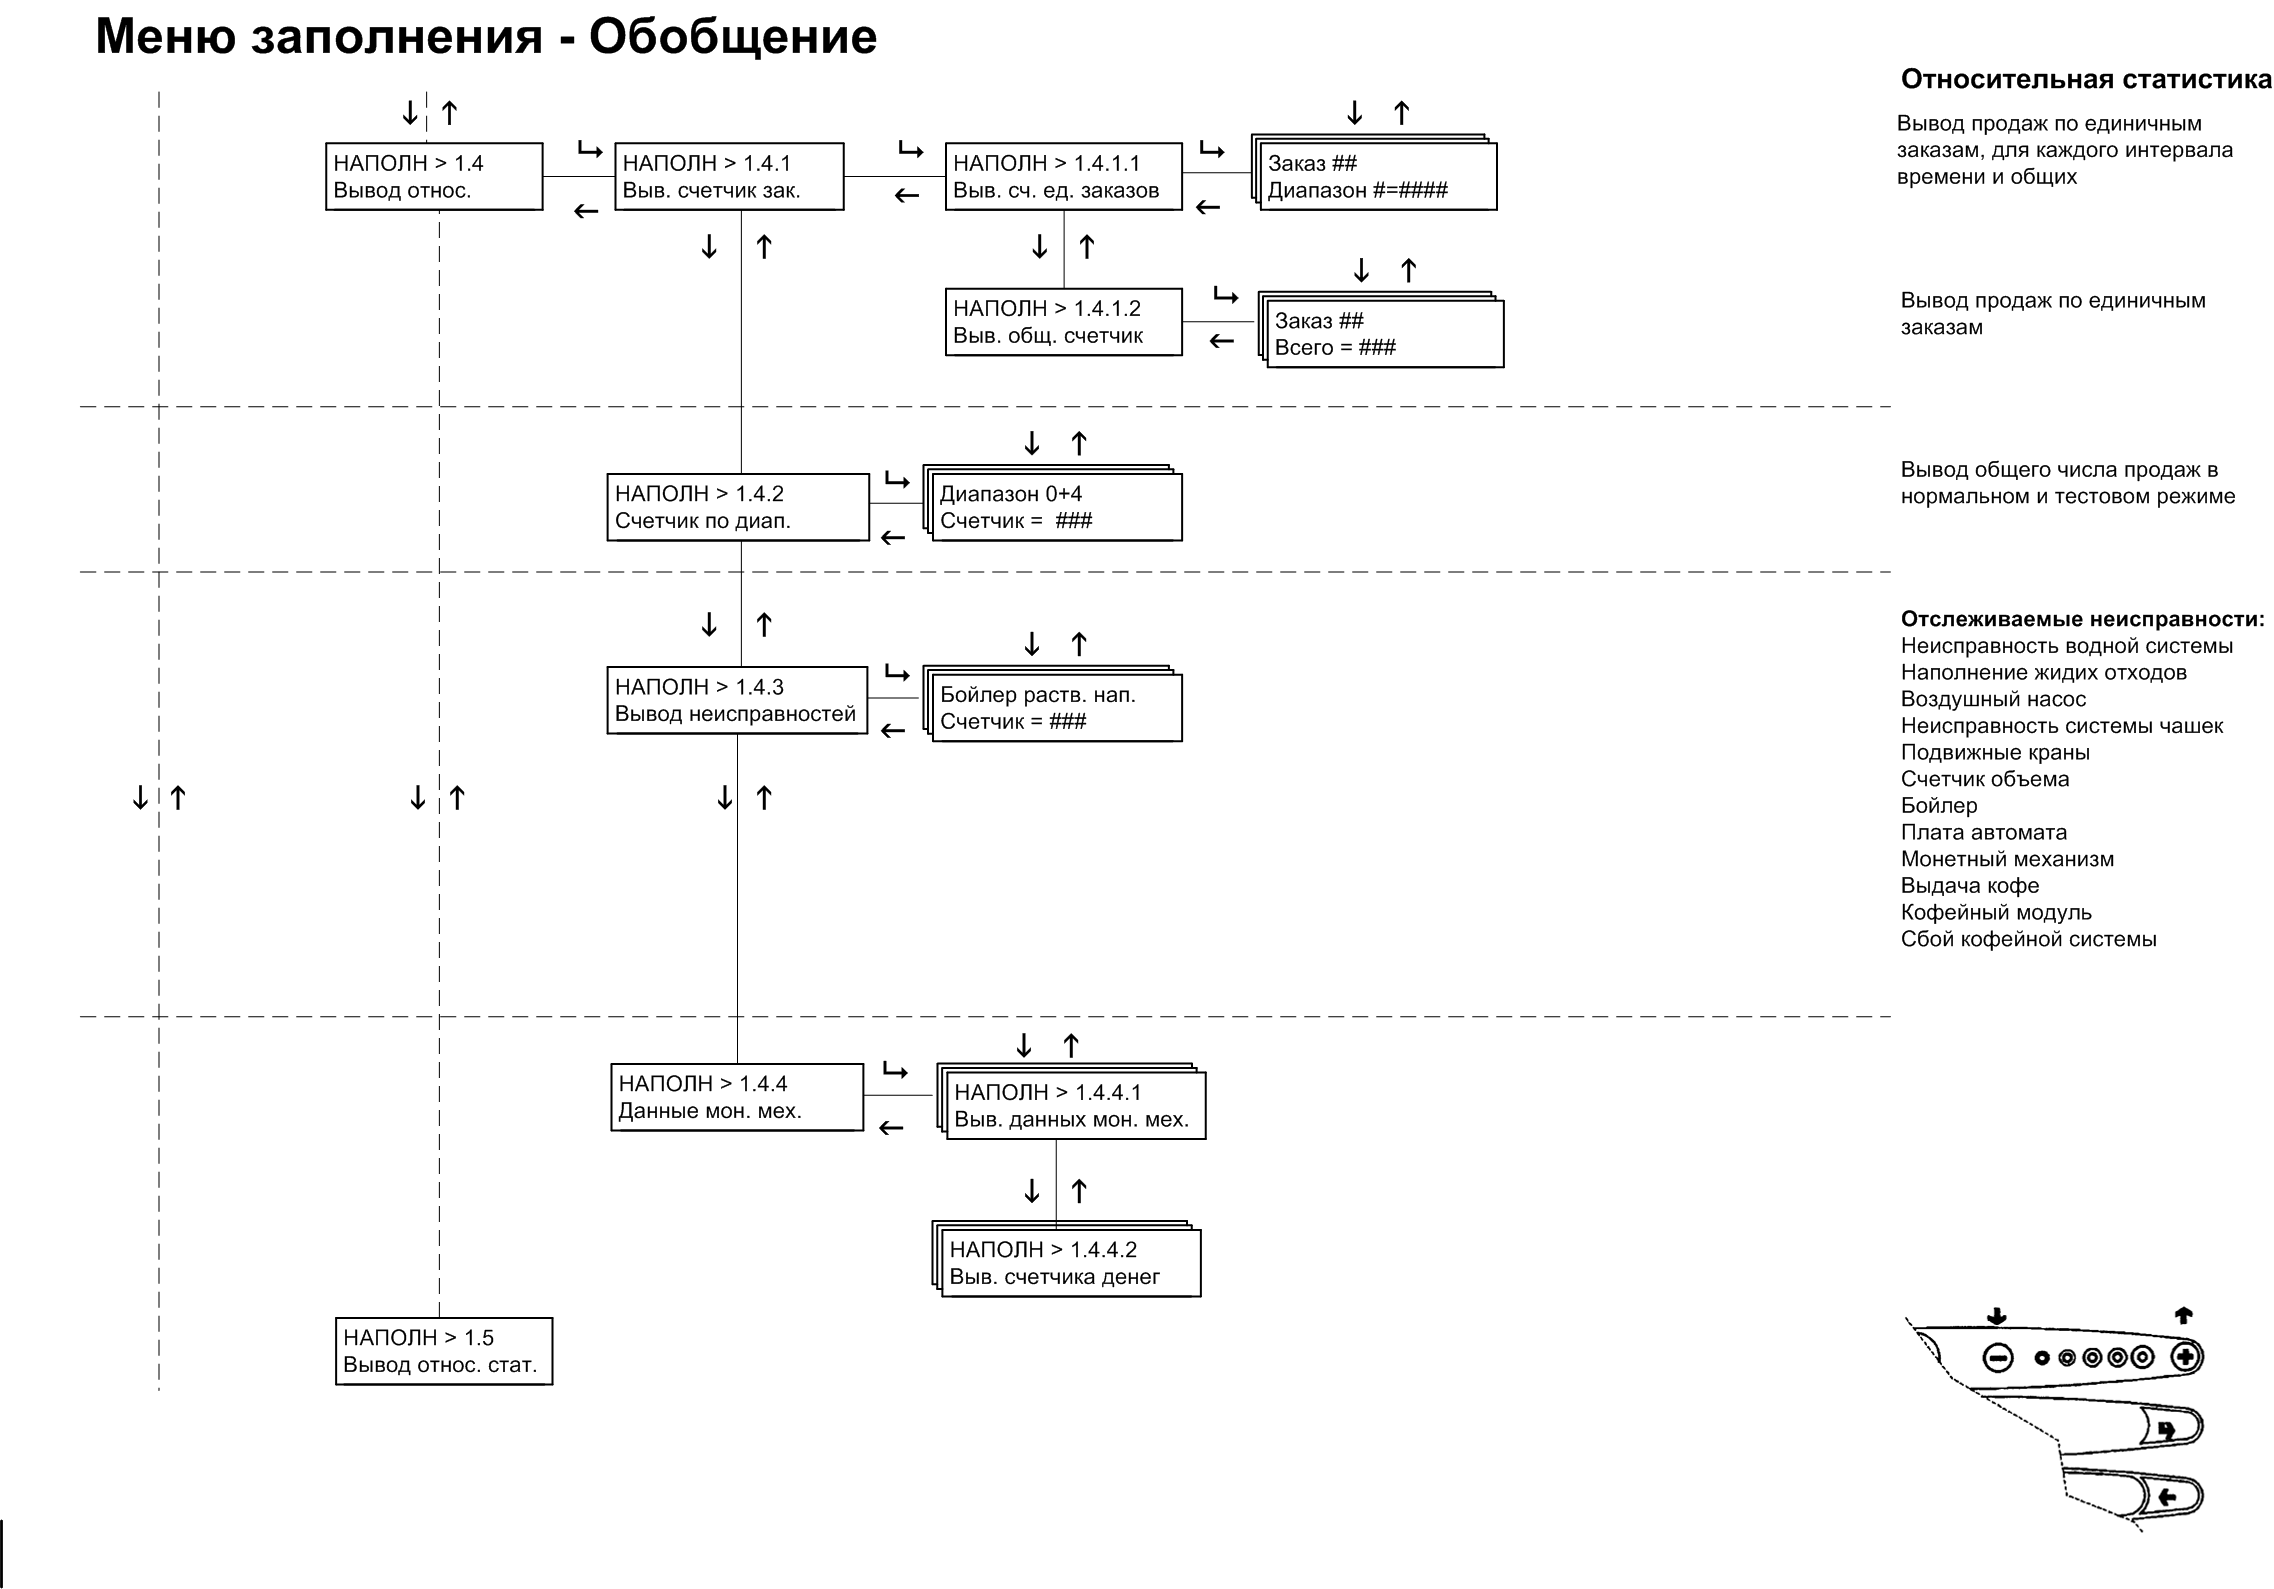 Меню заполнения - Обобщение
Относительная статистика
Вывод продаж по единичным
заказам, для каждого интервала
времени и общих
НАПОЛН > 1.4
Вывод относ.
НАПОЛН > 1.4.1
Выв. счетчик зак.
НАПОЛН > 1.4.1.1
Выв. сч. ед. заказов
Заказ ##
Диапазон #=####
НАПОЛН > 1.4.1.2
Выв. общ. счетчик
Заказ ##
Всего = ###
Вывод продаж по единичным
заказам
НАПОЛН > 1.4.2
Счетчик по диап.
Диапазон 0+4
Счетчик = ###
Вывод общего числа продаж в
нормальном и тестовом режиме
НАПОЛН > 1.4.3
Вывод неисправностей
Бойлер раств. нап.
Счетчик = ###
Отслеживаемые неисправности:
Неисправность водной системы
Наполнение жидих отходов
Воздушный насос
Неисправность системы чашек
Подвижные краны
Счетчик объема
Бойлер
Плата автомата
Монетный механизм
Выдача кофе
Кофейный модуль
Сбой кофейной системы
НАПОЛН > 1.4.4
Данные мон. мех.
НАПОЛН > 1.4.4.1
Выв. данных мон. мех.
НАПОЛН > 1.4.4.2
Выв. счетчика денег
НАПОЛН > 1.5
Вывод относ. стат.